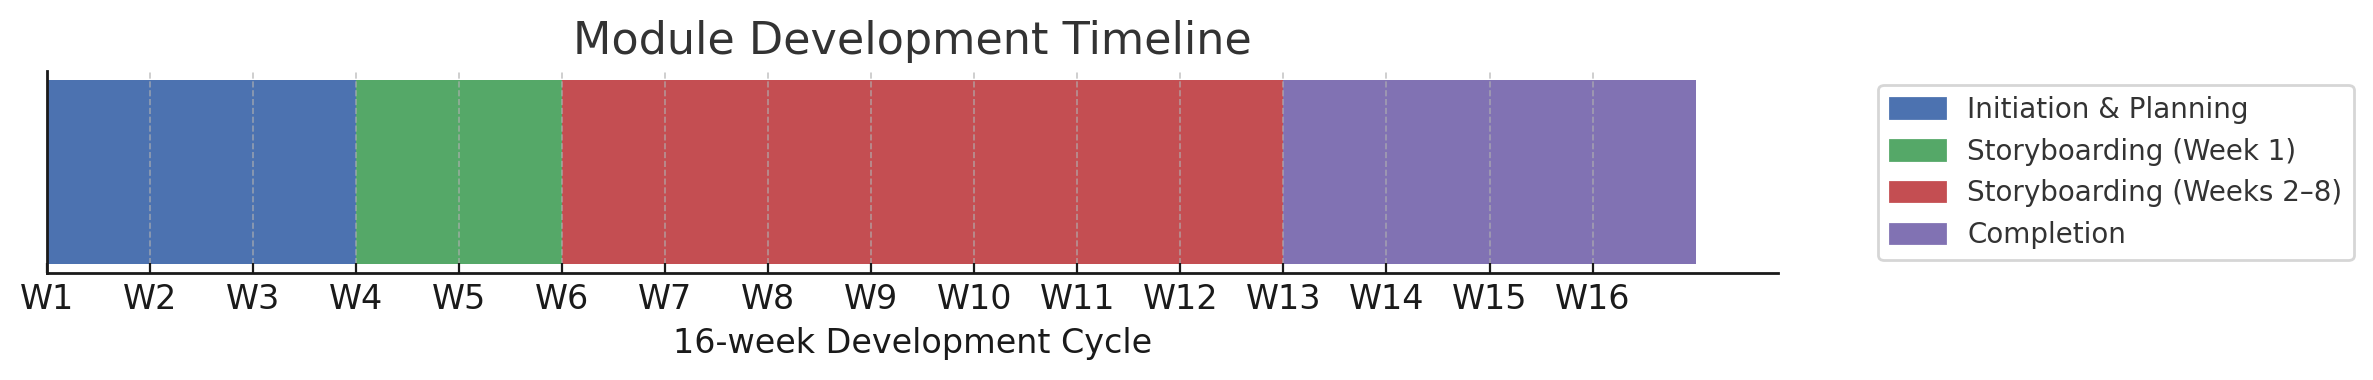 Module Development Timeline
Initiation & Planning
Storyboarding (Week 1)
Storyboarding (Weeks 2–8)
Completion
W1 W2 W3 W4 W5 W6 W7 W8 W9 W10 W11 W12 W13 W14 W15 W16
16-week Development Cycle